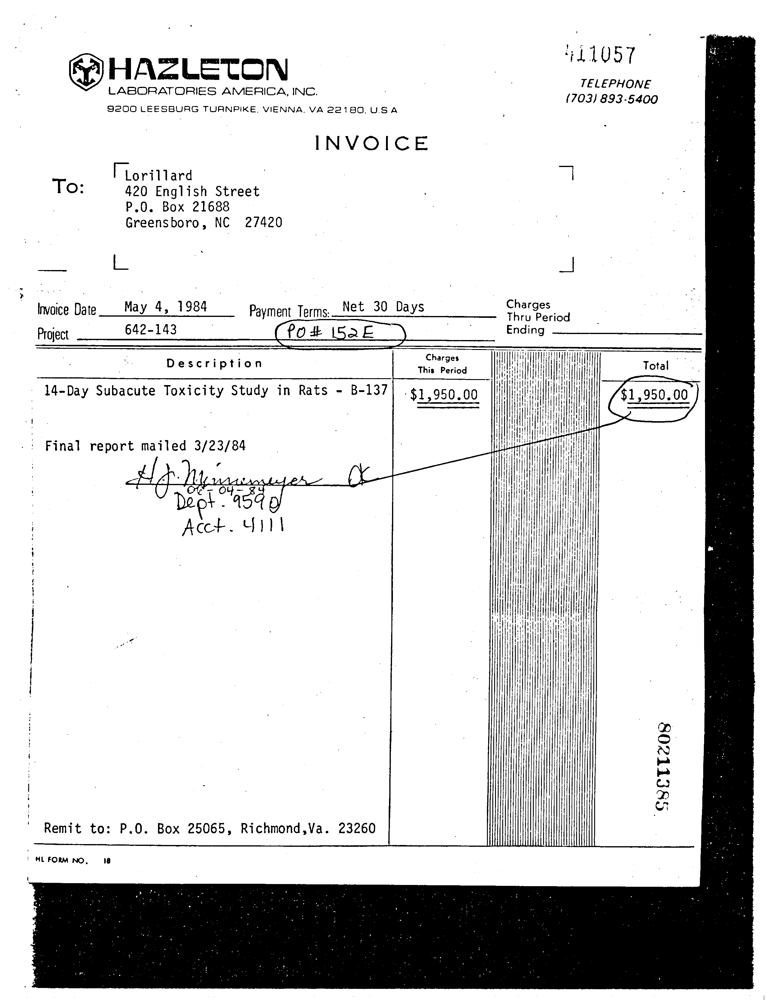 HAZLETON
LABORATORIES AMERICA, INC.
9200 LEESBURG TURNPIKE, VIENNA, VA 22180, U.S.A
411057
TELEPHONE
(703) 893-5400
INVOICE
To:
Lorillard
420 English Street
P.O. Box 21688
Greensboro, NC 27420
Invoice Date May 4, 1984 Payment Terms: Net 30 Days Charges Thru Period Ending
Project 642-143 PO# 152E
Description Charges This Period Total
14-Day Subacute Toxicity Study in Rats - B-137 $1,950.00 $1,950.00
Final report mailed 3/23/84
H.J. Minnemeyer OK
06-04-84
Dept. 9590
Acct. 4111
80211385
Remit to: P.O. Box 25065, Richmond,Va. 23260
HL FORM NO. 18